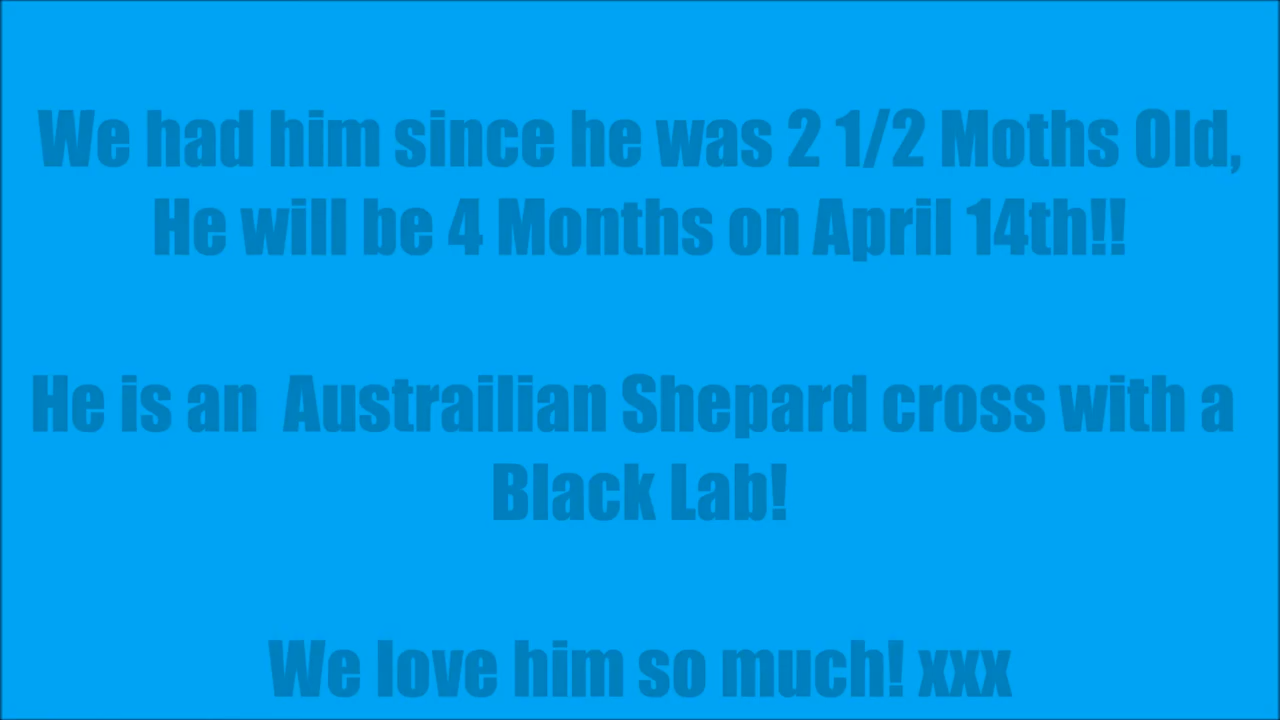 We had him since he was 2 1/2 Moths Old,
He will be 4 Months on April 14th!!
He is an  Austrailian Shepard cross with a
Black Lab!
We love him so much! xxx